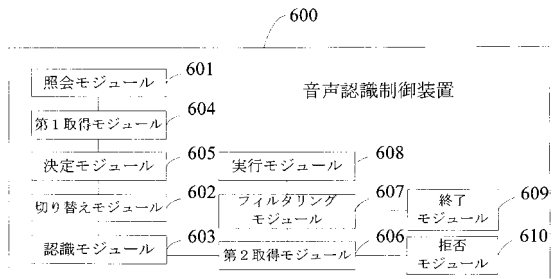 600
照会モジュール 601
音声認識制御装置
第1取得モジュール 604
決定モジュール 605
実行モジュール 608
切り替えモジュール 602
フィルタリング
モジュール 607
終了
モジュール 609
認識モジュール 603
第2取得モジュール 606
拒否
モジュール 610